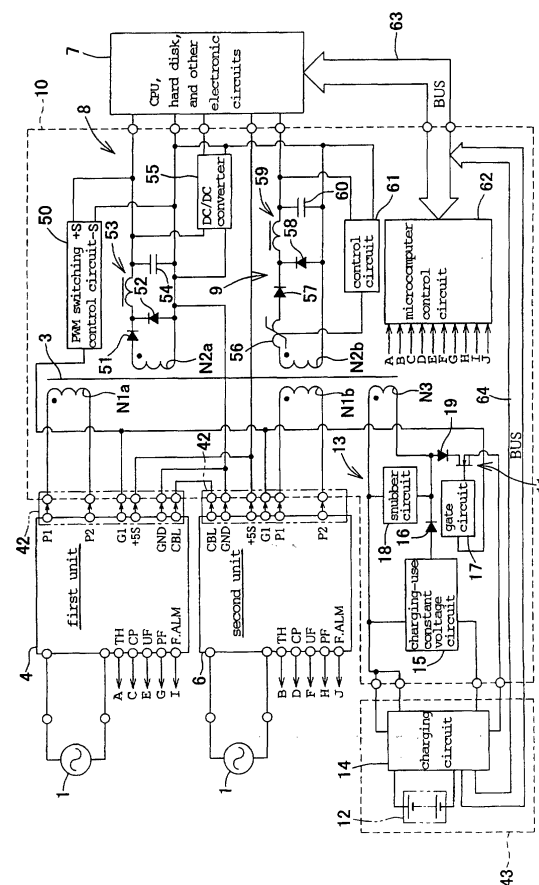 10
8
50
PWM switching +S
control circuit-S
3
53
52
51
54
N2a
55
DC/DC
converter
7
CPU,
hard disk,
and other
electronic
circuits
9
59
60
58
57
56
N2b
61
control
circuit
63
BUS
62
microcomputer
control
circuit
A
B
C
D
E
F
G
H
I
J
64
BUS
N1a
N1b
N3
13
19
42
42
P1
P2
G1
+5S
GND
CBL
first unit
4
TH
CP
UF
PF
F.ALM
A
C
E
G
I
1
CBL
GND
+5S
G1
P1
P2
second unit
6
TH
CP
UF
PF
F.ALM
B
D
F
H
J
1
snubber
circuit
18
16
gate
circuit
17
charging-use
constant
voltage
circuit
15
14
charging
circuit
12
43